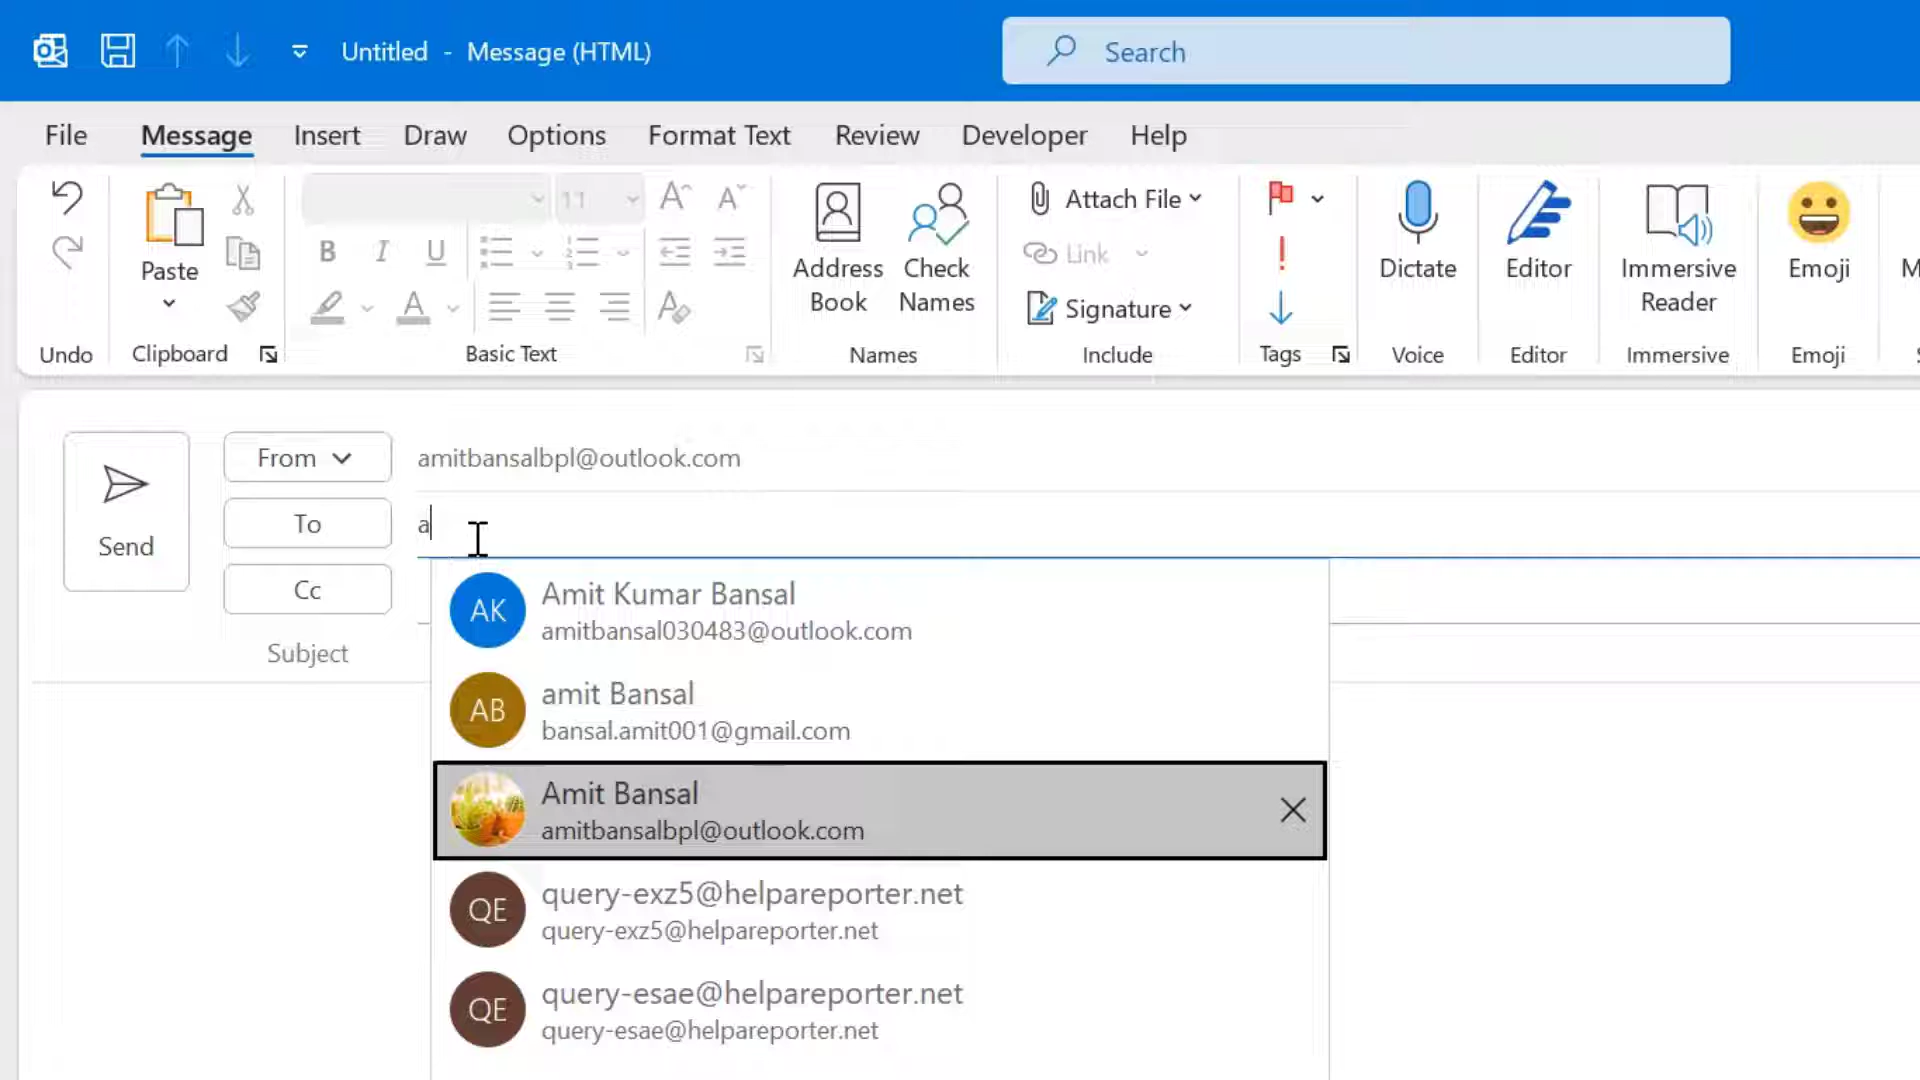 Untitled - Message (HTML)
Search
File Message Insert Draw Options Format Text Review Developer Help
11
Paste
B I U
A
Address Book
Check Names
Attach File
Link
Signature
Dictate
Editor
Immersive Reader
Emoji
Undo Clipboard Basic Text Names Include Tags Voice Editor Immersive Emoji
Send
From
amitbansalbpl@outlook.com
To
a
Cc
Subject
AK
Amit Kumar Bansal
amitbansal030483@outlook.com
AB
amit Bansal
bansal.amit001@gmail.com
Amit Bansal
amitbansalbpl@outlook.com
QE
query-exz5@helpareporter.net
query-exz5@helpareporter.net
QE
query-esae@helpareporter.net
query-esae@helpareporter.net